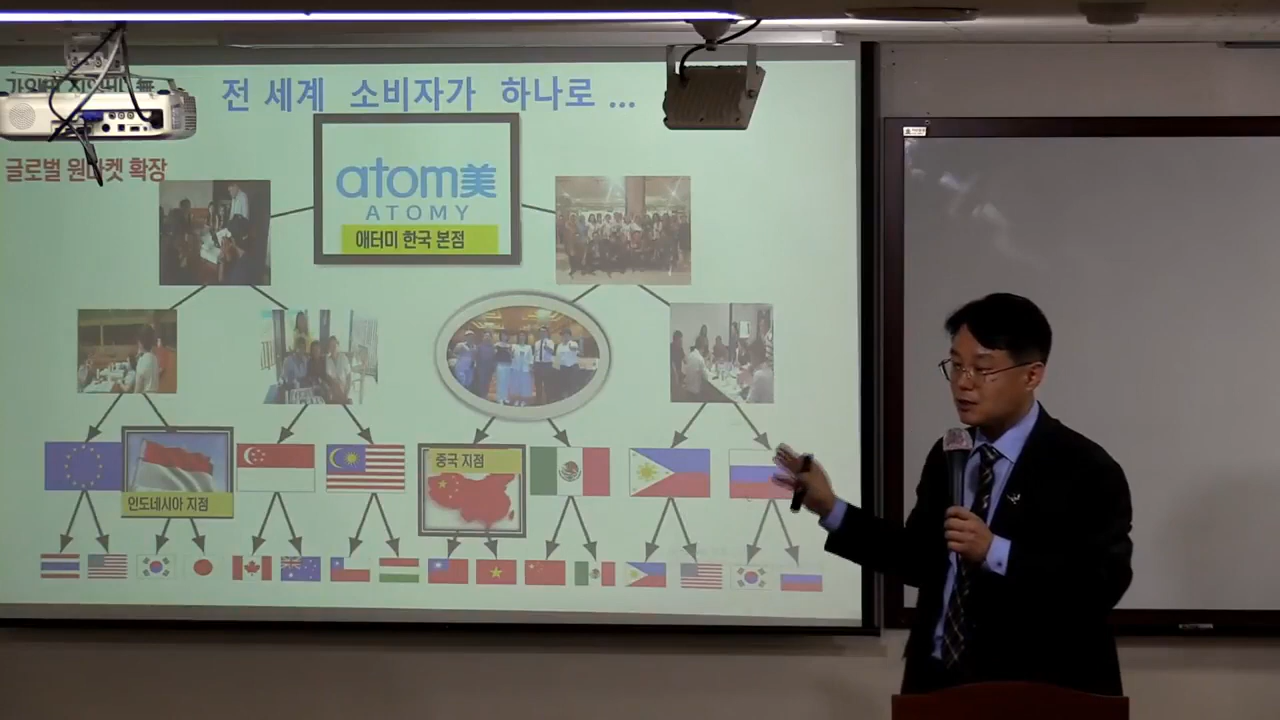 전 세계 소비자가 하나로 ...
글로벌 원마켓 확장
atom美
ATOMY
애터미 한국 본점
중국 지점
인도네시아 지점